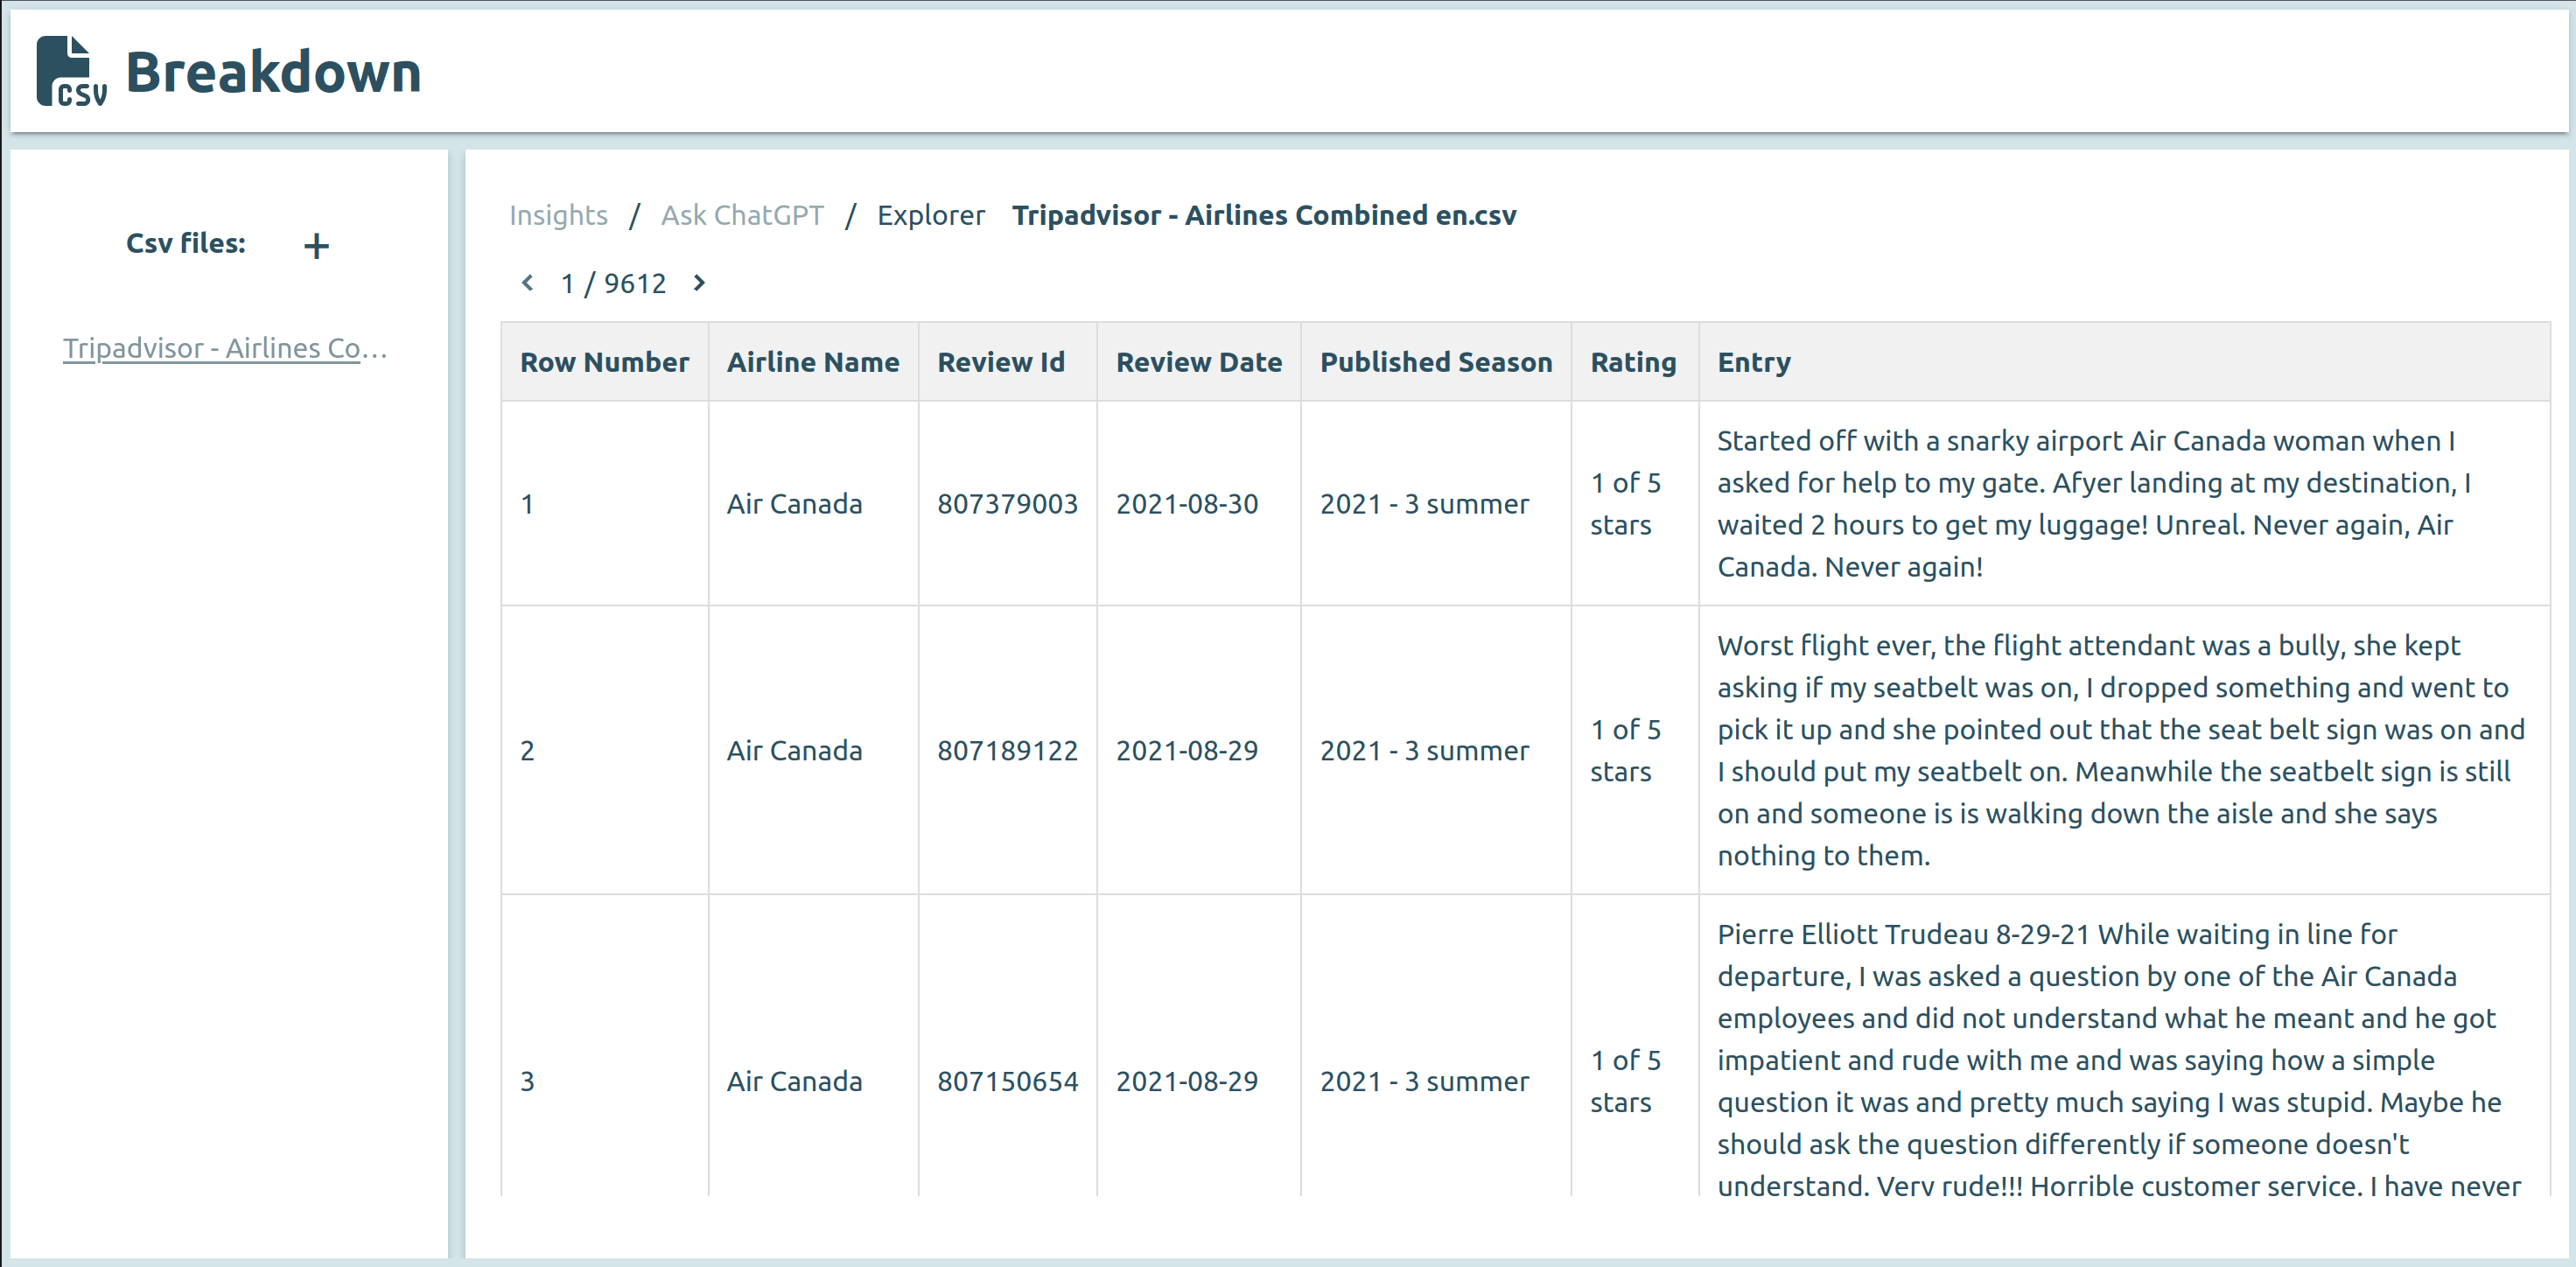 CSV Breakdown
Csv files: +
Tripadvisor - Airlines Co...
Insights / Ask ChatGPT / Explorer Tripadvisor - Airlines Combined en.csv
< 1 / 9612 >
Row Number Airline Name Review Id Review Date Published Season Rating Entry
1 Air Canada 807379003 2021-08-30 2021 - 3 summer 1 of 5 stars
Started off with a snarky airport Air Canada woman when I
asked for help to my gate. Afyer landing at my destination, I
waited 2 hours to get my luggage! Unreal. Never again, Air
Canada. Never again!
2 Air Canada 807189122 2021-08-29 2021 - 3 summer 1 of 5 stars
Worst flight ever, the flight attendant was a bully, she kept
asking if my seatbelt was on, I dropped something and went to
pick it up and she pointed out that the seat belt sign was on and
I should put my seatbelt on. Meanwhile the seatbelt sign is still
on and someone is is walking down the aisle and she says
nothing to them.
3 Air Canada 807150654 2021-08-29 2021 - 3 summer 1 of 5 stars
Pierre Elliott Trudeau 8-29-21 While waiting in line for
departure, I was asked a question by one of the Air Canada
employees and did not understand what he meant and he got
impatient and rude with me and was saying how a simple
question it was and pretty much saying I was stupid. Maybe he
should ask the question differently if someone doesn't
understand. Very rude!!! Horrible customer service. I have never